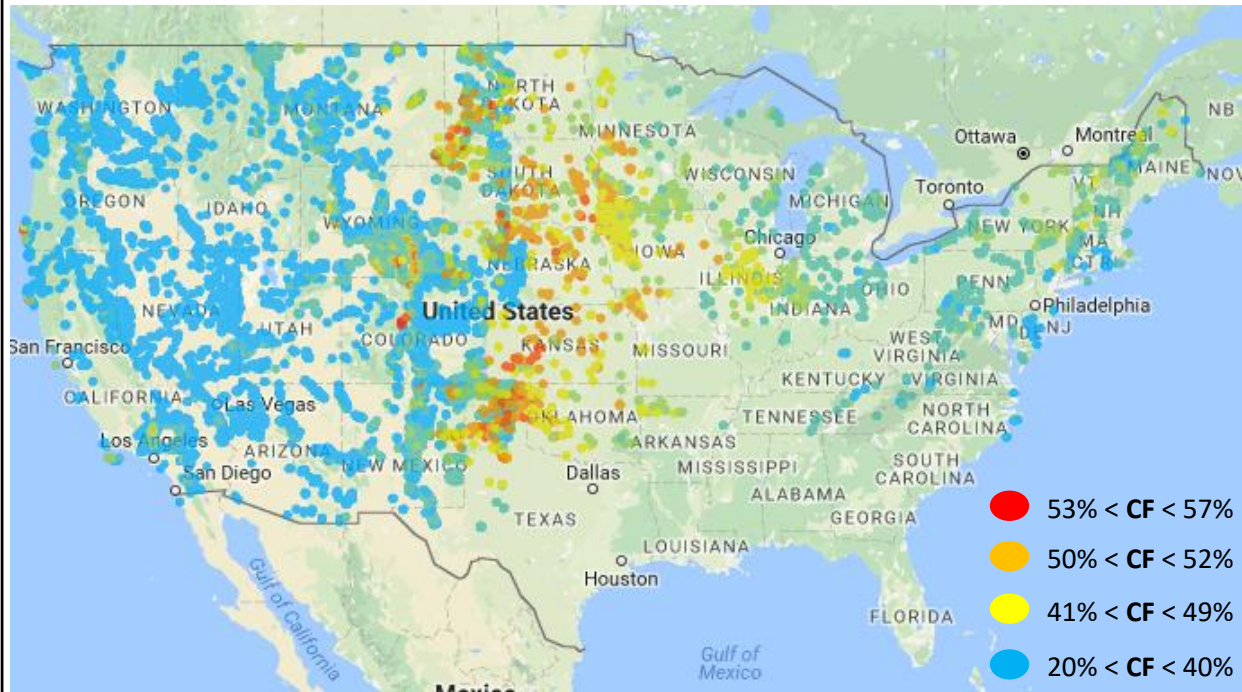 NB
NORTH
DAKOTA
WASHINGTON
MONTANA
MINNESOTA
Ottawa
Montreal
MAINE
NOV
SOUTH
DAKOTA
WISCONSIN
MICHIGAN
Toronto
VT
NH
OREGON
IDAHO
WYOMING
NEW YORK
MA
CT RI
Chicago
IOWA
NEBRASKA
ILLINOIS
INDIANA
OHIO
PENN
Philadelphia
MD
DE
NJ
NEVADA
UTAH
United States
COLORADO
KANSAS
MISSOURI
WEST
VIRGINIA
San Francisco
KENTUCKY
VIRGINIA
CALIFORNIA
Las Vegas
OKLAHOMA
TENNESSEE
NORTH
CAROLINA
Los Angeles
ARIZONA
NEW MEXICO
ARKANSAS
MISSISSIPPI
SOUTH
CAROLINA
San Diego
Dallas
ALABAMA
GEORGIA
TEXAS
LOUISIANA
Houston
FLORIDA
Gulf of California
Gulf of
Mexico
Mexico
53% < CF < 57%
50% < CF < 52%
41% < CF < 49%
20% < CF < 40%